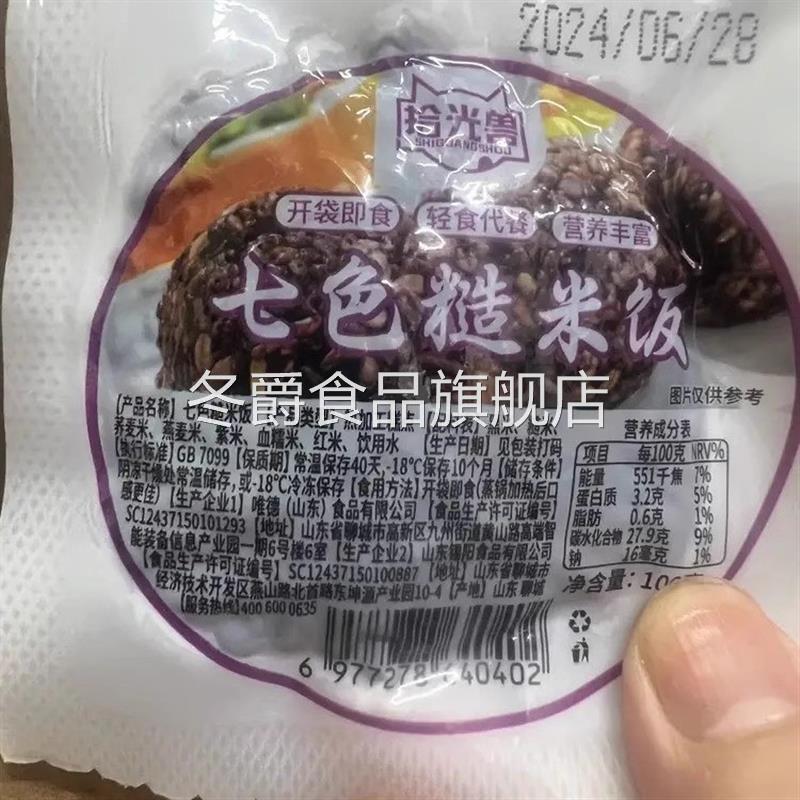 2024/06/28
拾光兽
SHIGUANGSHOU
开袋即食 轻食代餐 营养丰富
七色糙米饭
图片仅供参考
冬爵食品旗舰店
【产品名称】七色糙米饭
荞麦米、燕麦米、紫米、血糯米、红米、饮用水 【生产日期】见包装打码
【执行标准】GB 7099【保质期】常温保存40天,-18℃保存10个月【储存条件】
阴凉干燥处常温储存,或-18℃冷冻保存【食用方法】开袋即食(蒸锅加热后口
感更佳)【生产企业1】唯德(山东)食品有限公司【食品生产许可证编号】
SC12437150101293【地址】山东省聊城市高新区九州街道黄山路高端智
能装备信息产业园一期6号楼6室【生产企业2】山东锡阳食品有限公司
【食品生产许可证编号】SC12437150100887【地址】山东省聊城市
经济技术开发区燕山路北首路东坤源产业园10-4【产地】山东 聊城
【服务热线】400 600 0635
营养成分表
项目 每100克 NRV%
能量 551千焦 7%
蛋白质 3.2克 5%
脂肪 0.6克 1%
碳水化合物 27.9克 9%
钠 16毫克 1%
净含量:
6 977278 640402